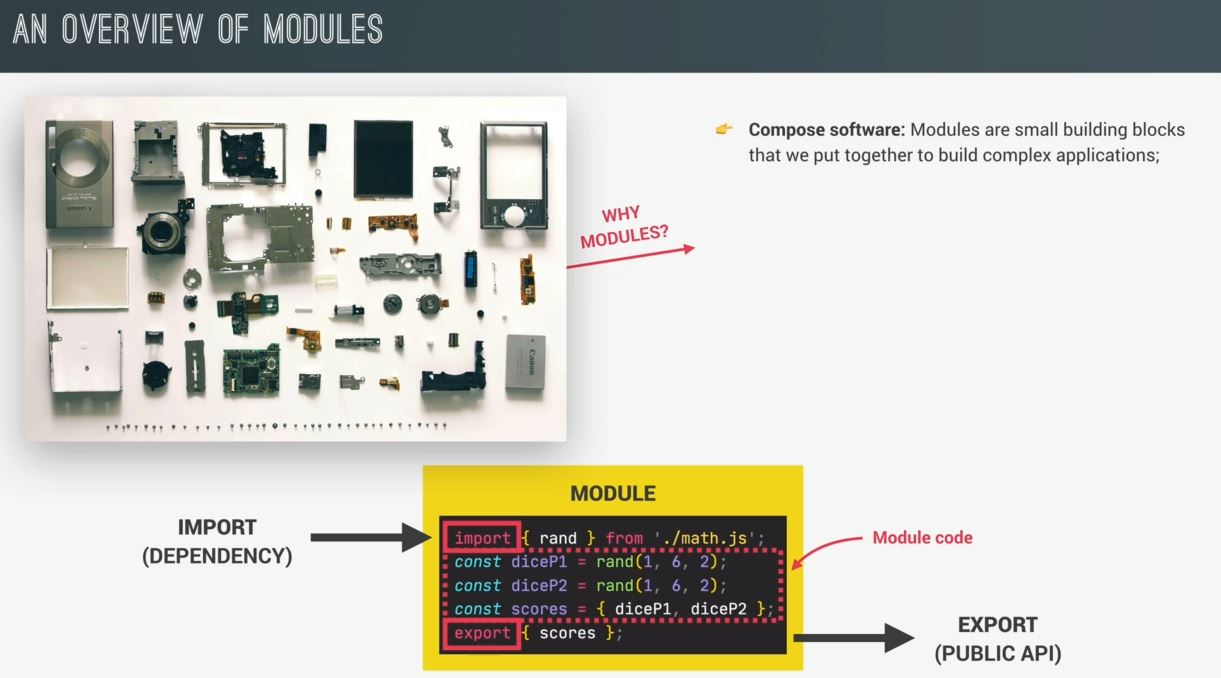 AN OVERVIEW OF MODULES
👉 Compose software: Modules are small building blocks
that we put together to build complex applications;
WHY
MODULES?
Canon
Canon
MODULE
IMPORT
(DEPENDENCY)
import { rand } from './math.js';
const diceP1 = rand(1, 6, 2);
const diceP2 = rand(1, 6, 2);
const scores = { diceP1, diceP2 };
export { scores };
Module code
EXPORT
(PUBLIC API)